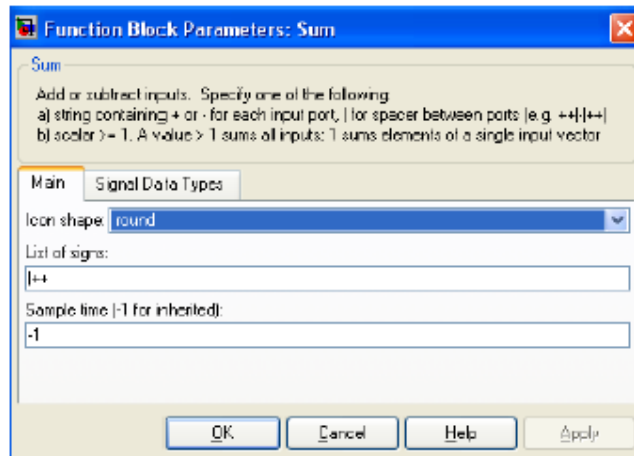 Function Block Parameters: Sum
Sum
Add or subtract inputs. Specify one of the following:
a) string containing + or - for each input port, | for spacer between ports (e.g. ++|-|++)
b) scalar >= 1. A value > 1 sums all inputs; 1 sums elements of a single input vector
Main Signal Data Types
Icon shape: round
List of signs:
|++
Sample time (-1 for inherited):
-1
OK Cancel Help Apply